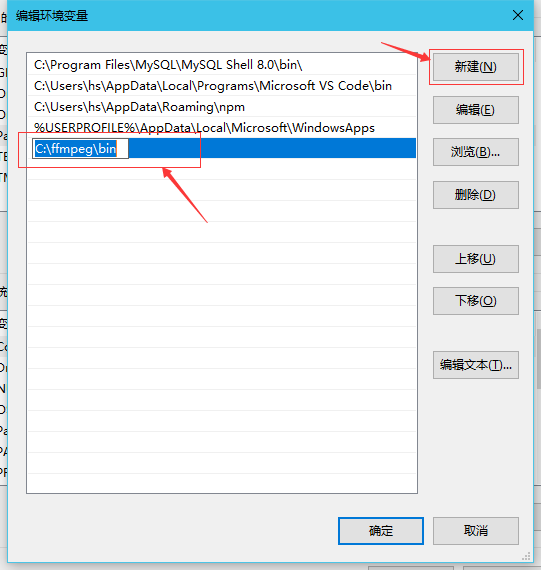 编辑环境变量
C:\Program Files\MySQL\MySQL Shell 8.0\bin\
C:\Users\hs\AppData\Local\Programs\Microsoft VS Code\bin
C:\Users\hs\AppData\Roaming\npm
%USERPROFILE%\AppData\Local\Microsoft\WindowsApps
C:\ffmpeg\bin
新建(N)
编辑(E)
浏览(B)...
删除(D)
上移(U)
下移(O)
编辑文本(T)...
确定
取消